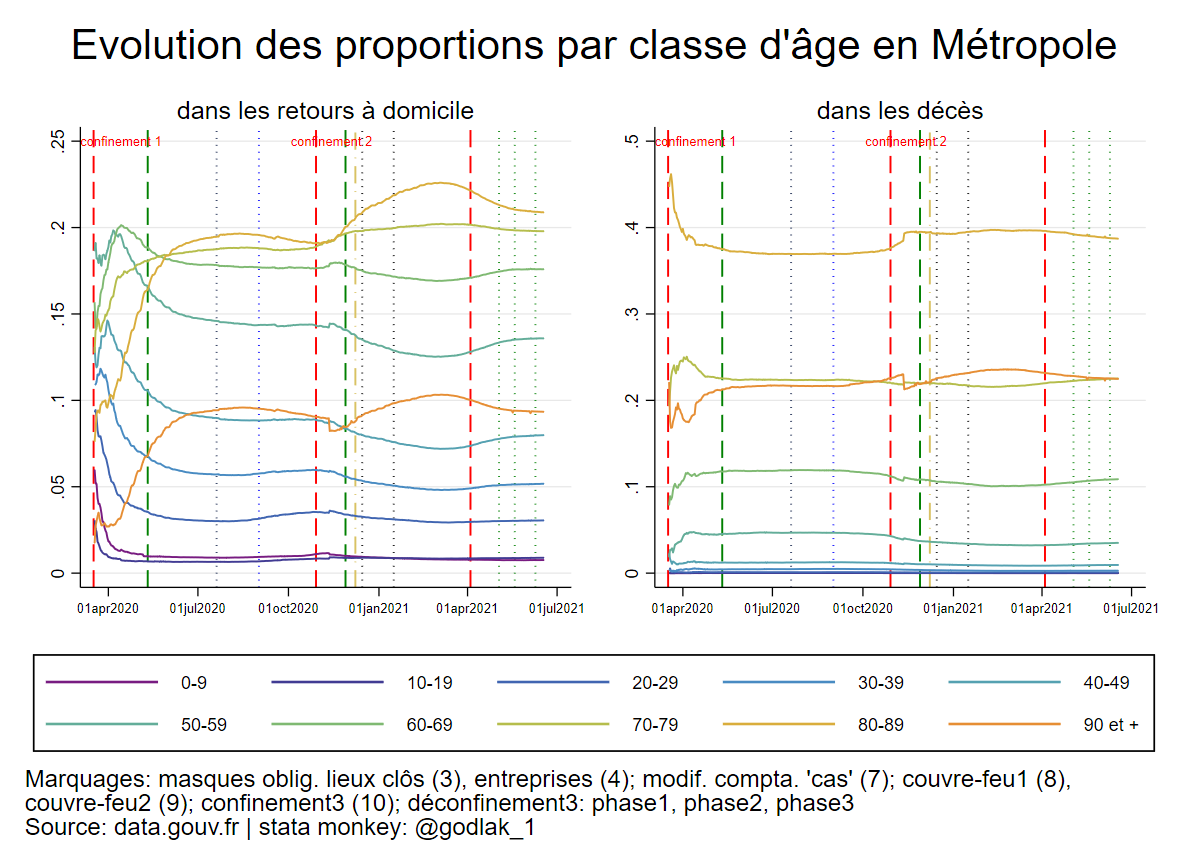 Evolution des proportions par classe d'âge en Métropole
dans les retours à domicile
dans les décès
confinement 1
confinement 2
confinement 1
confinement 2
.25
.2
.15
.1
.05
0
.5
.4
.3
.2
.1
0
01apr2020 01jul2020 01oct2020 01jan2021 01apr2021 01jul2021
01apr2020 01jul2020 01oct2020 01jan2021 01apr2021 01jul2021
0-9 10-19 20-29 30-39 40-49
50-59 60-69 70-79 80-89 90 et +
Marquages: masques oblig. lieux clôs (3), entreprises (4); modif. compta. 'cas' (7); couvre-feu1 (8),
couvre-feu2 (9); confinement3 (10); déconfinement3: phase1, phase2, phase3
Source: data.gouv.fr | stata monkey: @godlak_1